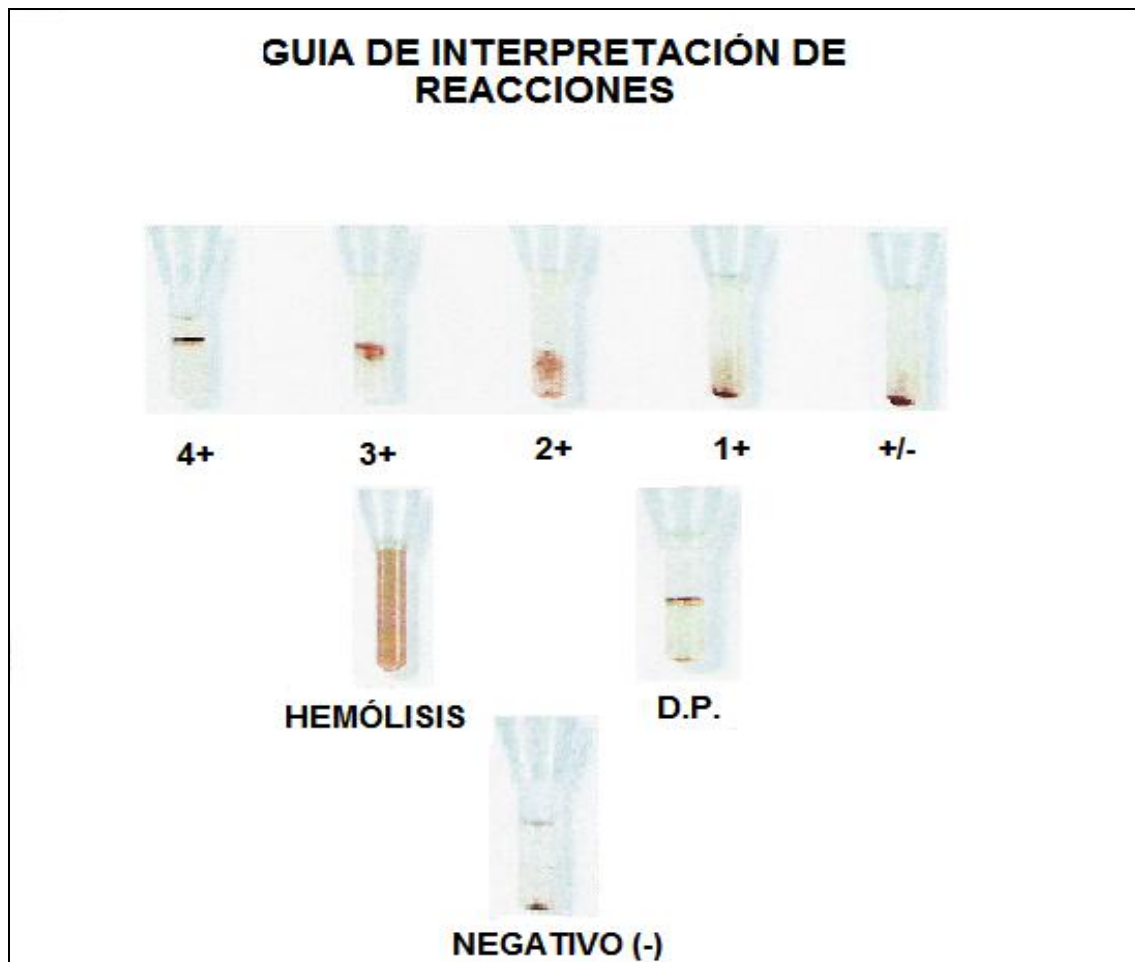 GUIA DE INTERPRETACIÓN DE
REACCIONES
4+ 3+ 2+ 1+ +/-
HEMÓLISIS D.P.
NEGATIVO (-)